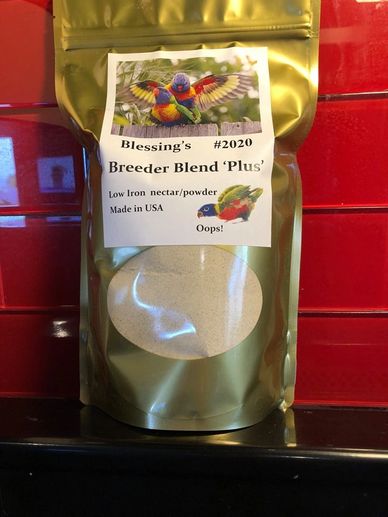 Blessing's #2020
Breeder Blend 'Plus'
Low Iron nectar/powder
Made in USA
Oops!